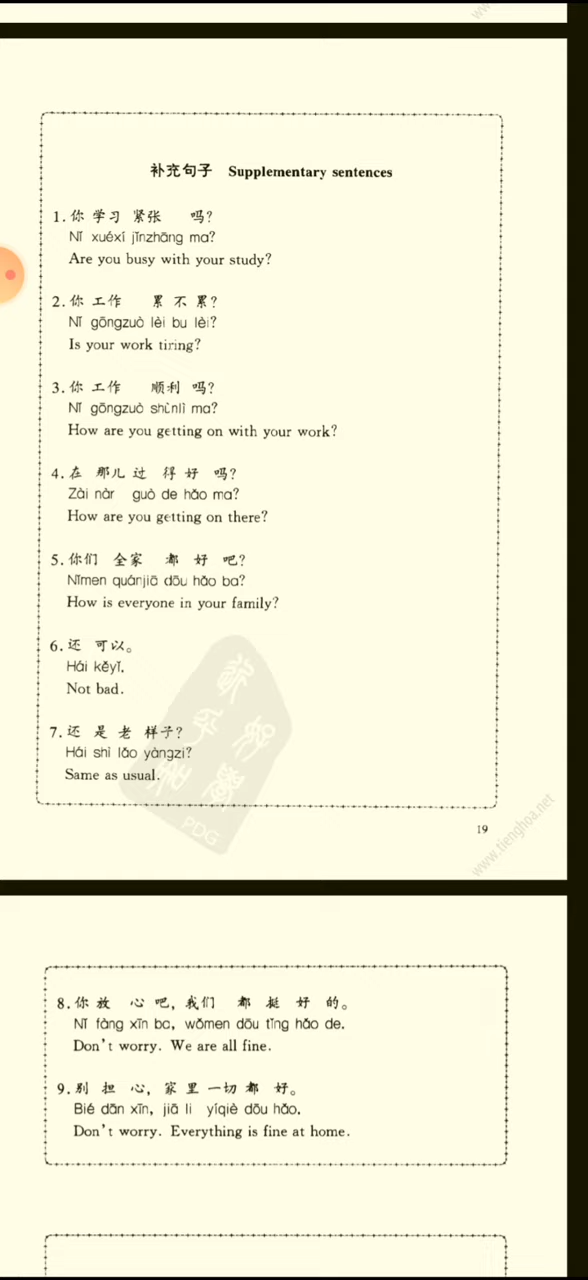 补充句子 Supplementary sentences
1. 你 学习 紧张 吗?
Nǐ xuéxí jǐnzhāng ma?
Are you busy with your study?
2. 你 工作 累 不 累?
Nǐ gōngzuò lèi bu lèi?
Is your work tiring?
3. 你 工作 顺利 吗?
Nǐ gōngzuò shùnlì ma?
How are you getting on with your work?
4. 在 那儿 过 得 好 吗?
Zài nàr guò de hǎo ma?
How are you getting on there?
5. 你们 全家 都 好 吧?
Nǐmen quánjiā dōu hǎo ba?
How is everyone in your family?
6. 还 可以。
Hái kěyǐ.
Not bad.
7. 还 是 老 样子?
Hái shì lǎo yàngzi?
Same as usual.
PDG
19
www.tienghoa.net
8. 你 放 心 吧, 我们 都 挺 好 的。
Nǐ fàng xīn ba, wǒmen dōu tǐng hǎo de.
Don't worry. We are all fine.
9. 别 担 心, 家 里 一切 都 好。
Bié dān xīn, jiā li yíqiè dōu hǎo.
Don't worry. Everything is fine at home.